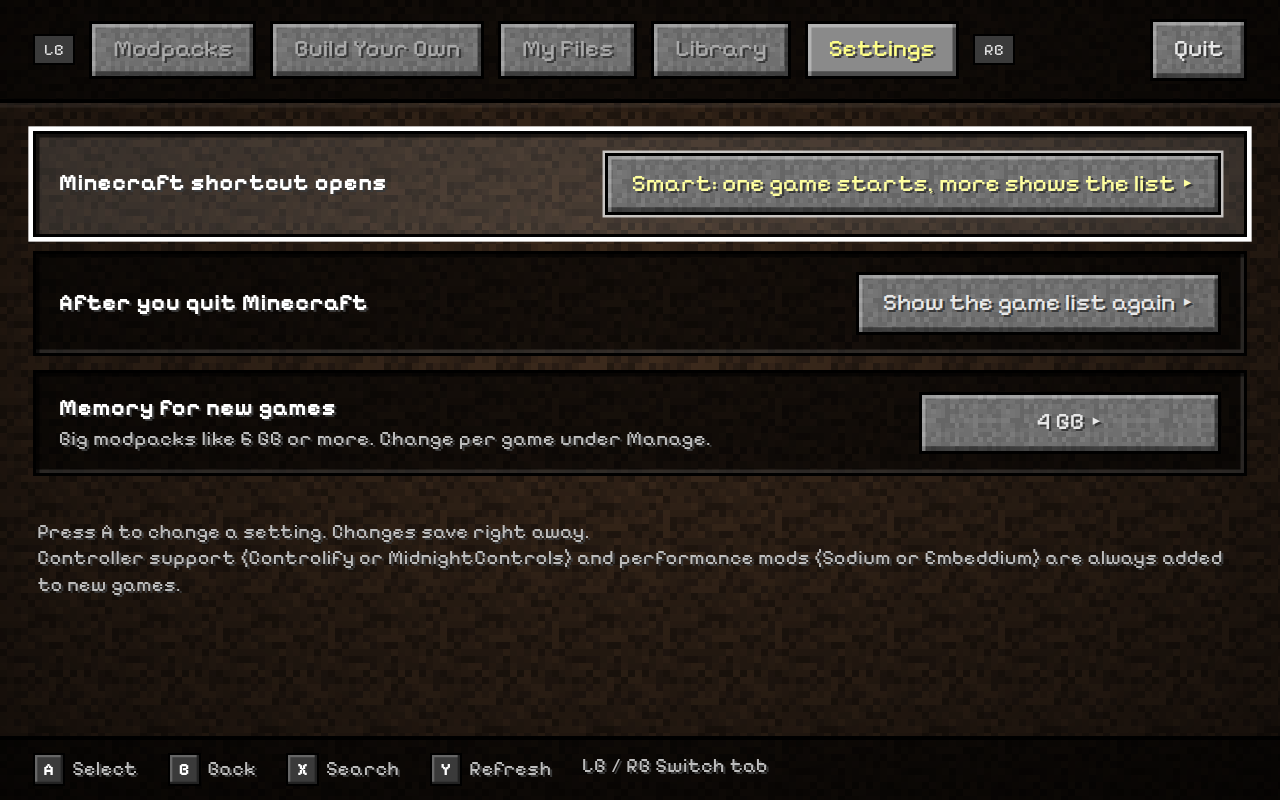 LB Modpacks Build Your Own My Files Library Settings RB Quit
Minecraft shortcut opens Smart: one game starts, more shows the list ▸
After you quit Minecraft Show the game list again ▸
Memory for new games 4 GB ▸
Big modpacks like 6 GB or more. Change per game under Manage.
Press A to change a setting. Changes save right away.
Controller support (Controlify or MidnightControls) and performance mods (Sodium or Embeddium) are always added
to new games.
A Select B Back X Search Y Refresh LB / RB Switch tab